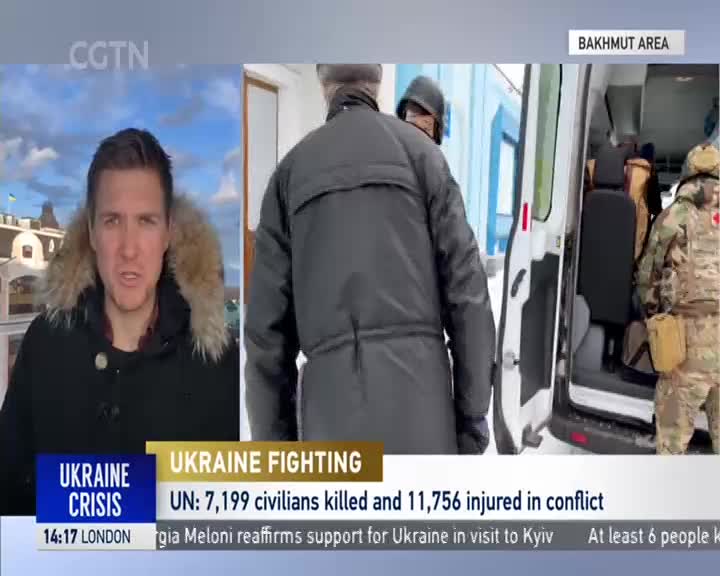 CGTN
BAKHMUT AREA
UKRAINE FIGHTING
UKRAINE
CRISIS
UN: 7,199 civilians killed and 11,756 injured in conflict
14:17 LONDON
Meloni reaffirms support for Ukraine in visit to Kyiv At least 6 people